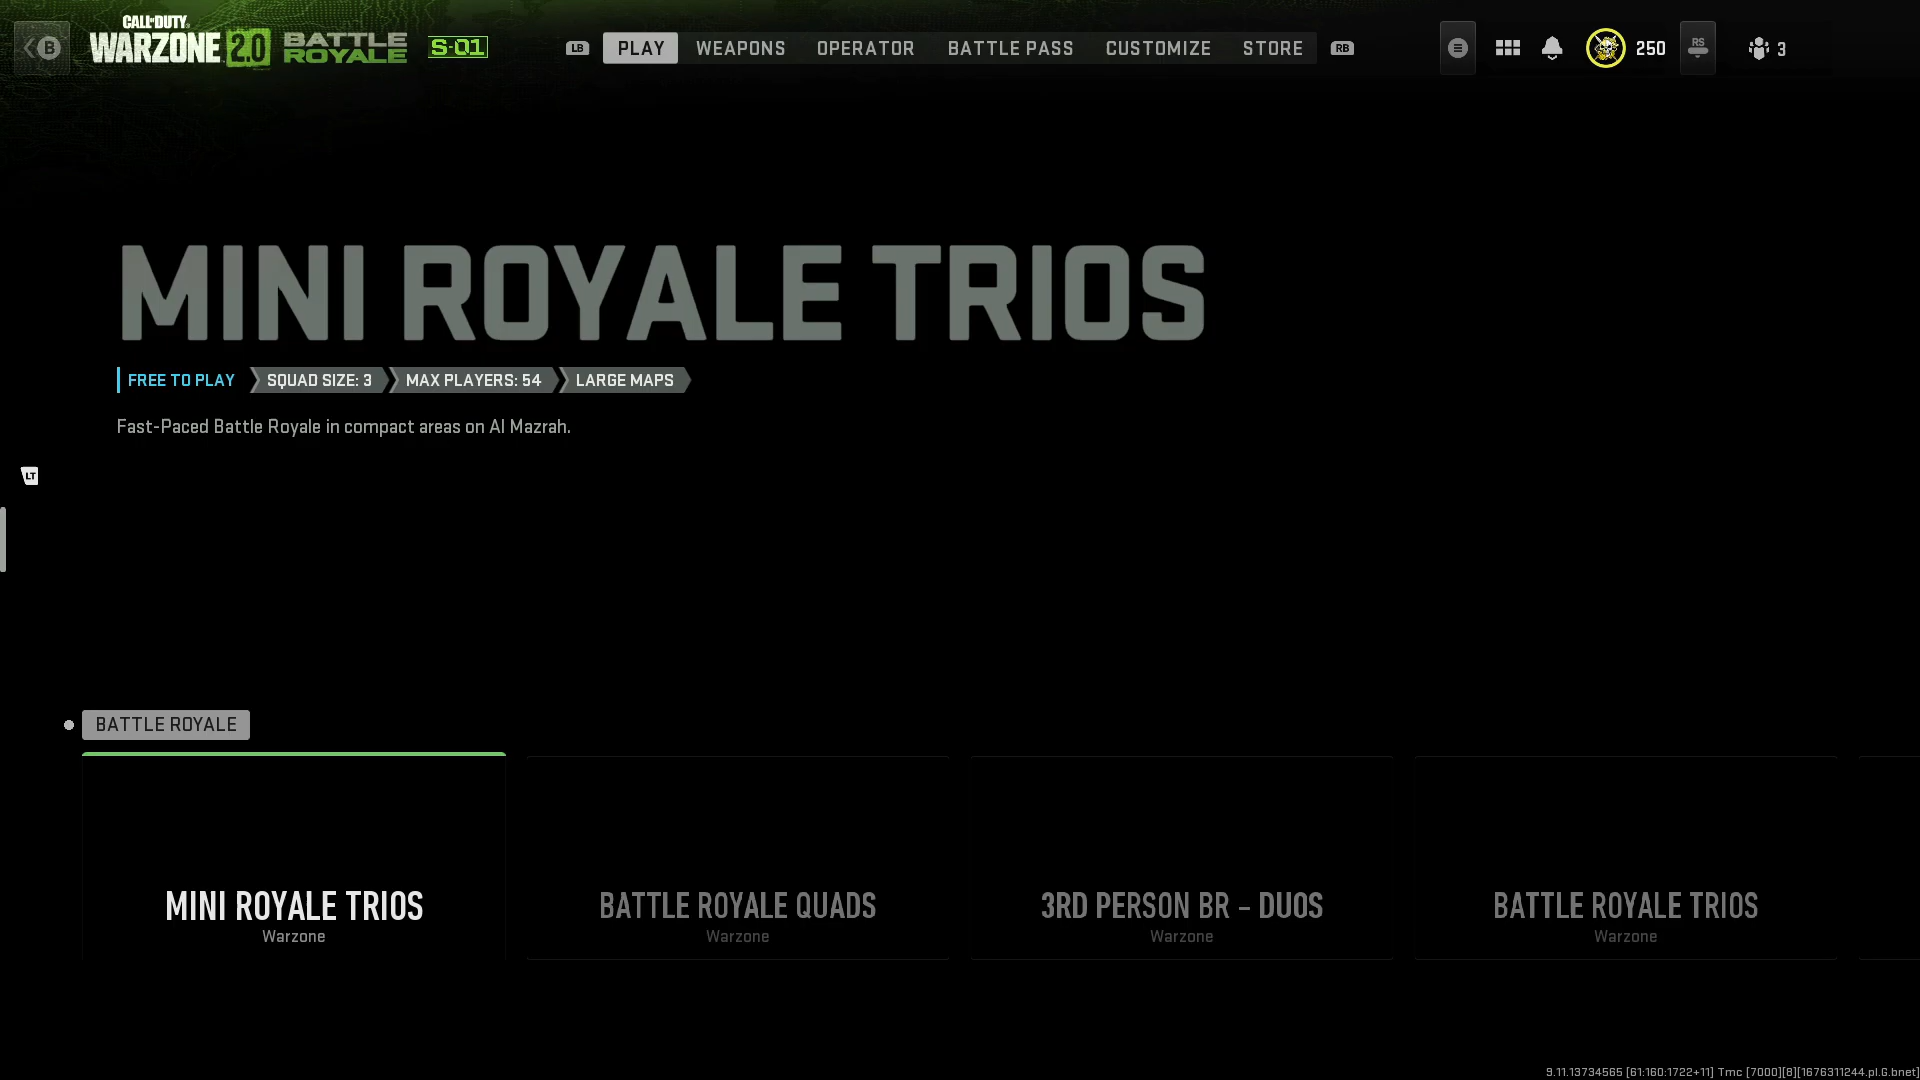 B
CALL OF DUTY
WARZONE 2.0
BATTLE
ROYALE
S-01
LB
PLAY
WEAPONS
OPERATOR
BATTLE PASS
CUSTOMIZE
STORE
RB
250
RS
3
MINI ROYALE TRIOS
FREE TO PLAY
SQUAD SIZE: 3
MAX PLAYERS: 54
LARGE MAPS
Fast-Paced Battle Royale in compact areas on Al Mazrah.
LT
BATTLE ROYALE
MINI ROYALE TRIOS
Warzone
BATTLE ROYALE QUADS
Warzone
3RD PERSON BR - DUOS
Warzone
BATTLE ROYALE TRIOS
Warzone
9.11.13734565 [61:160:1722+11] Tmc [7000][8][1676311244.pl.G.bnet]